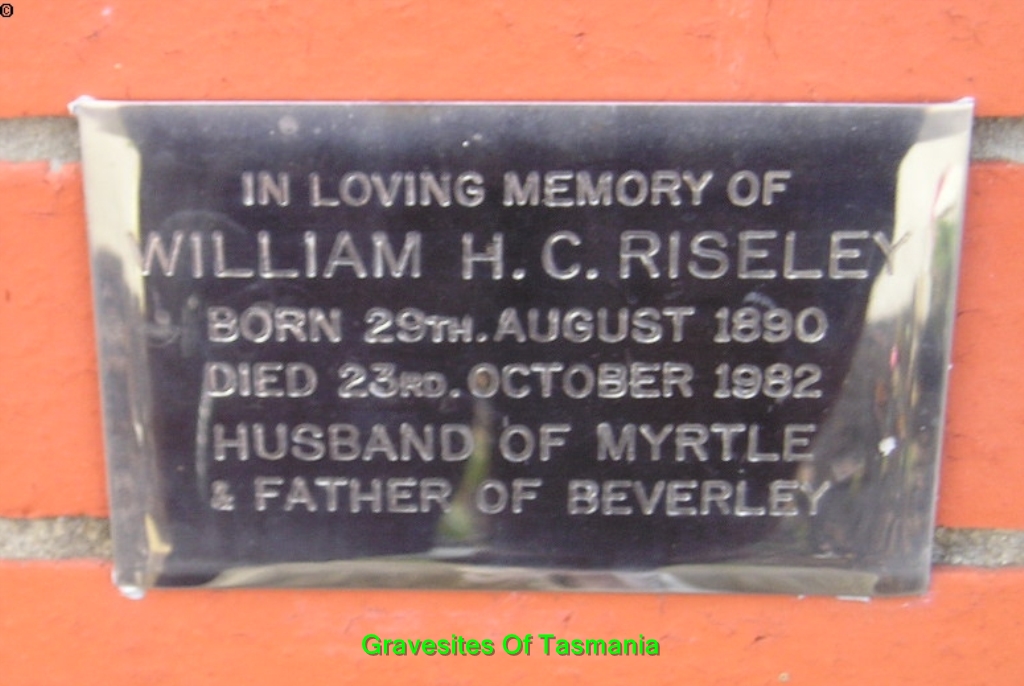 ©
IN LOVING MEMORY OF
WILLIAM H. C. RISELEY
BORN 29TH. AUGUST 1890
DIED 23RD. OCTOBER 1982
HUSBAND OF MYRTLE
& FATHER OF BEVERLEY
Gravesites Of Tasmania